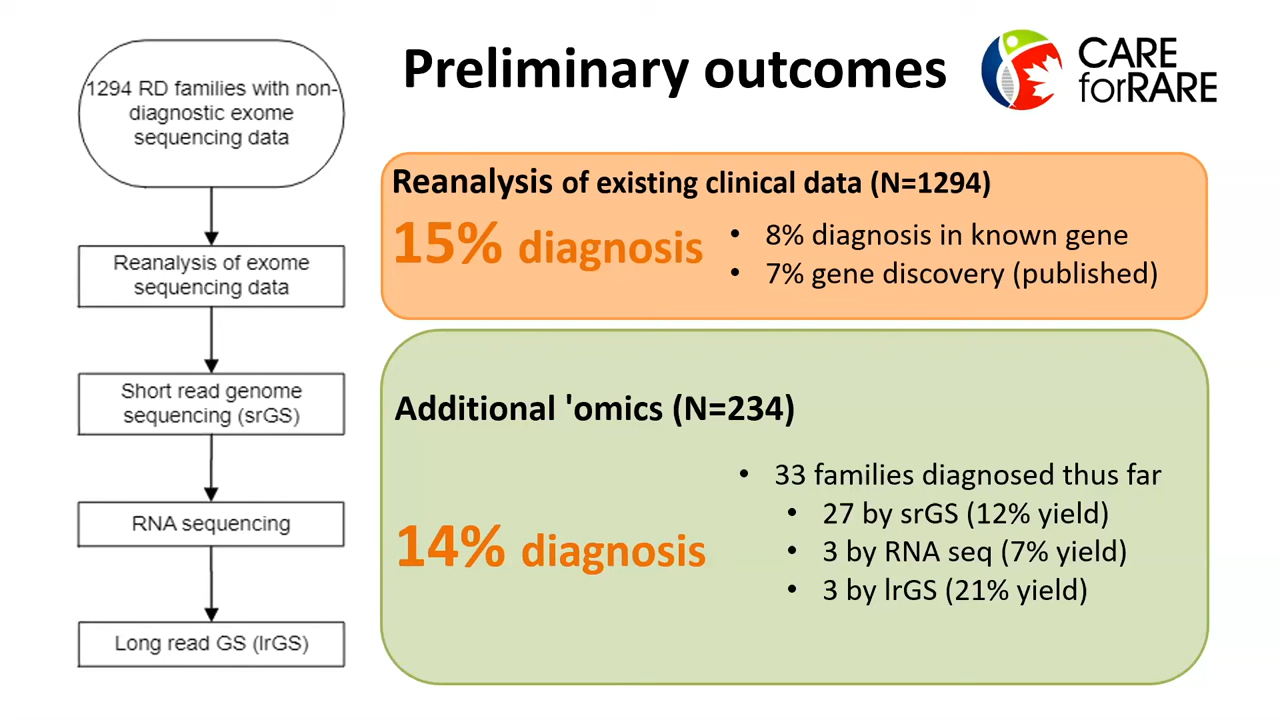 Preliminary outcomes
CARE
forRARE
1294 RD families with non-
diagnostic exome
sequencing data
Reanalysis of exome
sequencing data
Short read genome
sequencing (srGS)
RNA sequencing
Long read GS (lrGS)
Reanalysis of existing clinical data (N=1294)
15% diagnosis
• 8% diagnosis in known gene
• 7% gene discovery (published)
Additional 'omics (N=234)
14% diagnosis
• 33 families diagnosed thus far
• 27 by srGS (12% yield)
• 3 by RNA seq (7% yield)
• 3 by lrGS (21% yield)